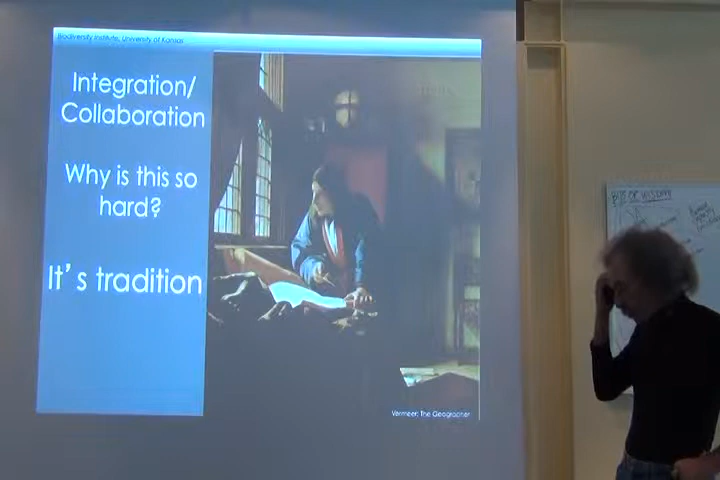 Biodiversity Institute, University of Kansas
Integration/
Collaboration
Why is this so
hard?
It's tradition
Vermeer: The Geographer